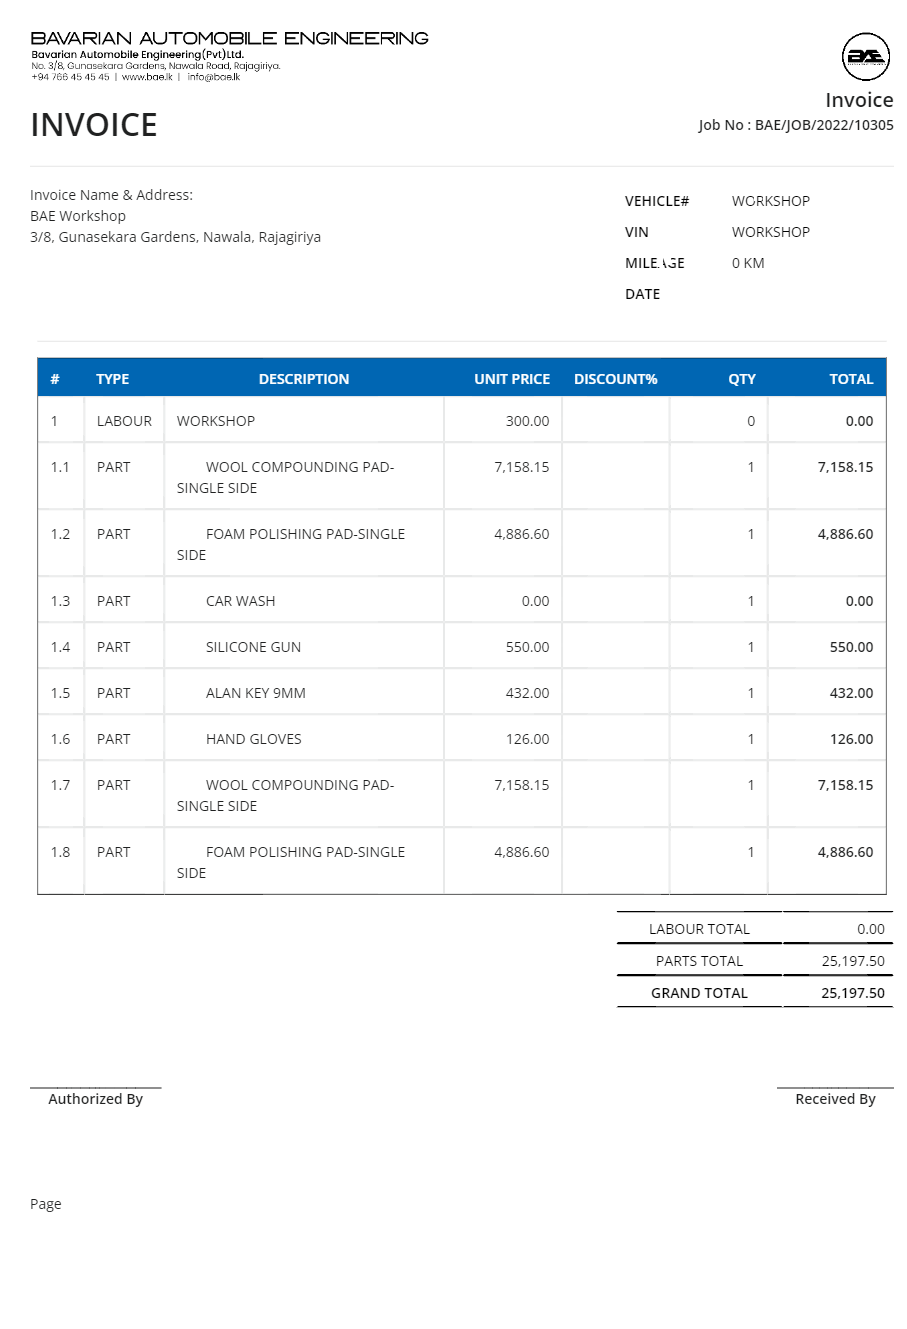 BAVARIAN AUTOMOBILE ENGINEERING
Bavarian Automobile Engineering(Pvt)Ltd.
No. 3/8, Gunasekara Gardens, Nawala Road, Rajagiriya.
+94 766 45 45 45 | www.bae.lk | info@bae.lk
BAE
Invoice
INVOICE
Job No : BAE/JOB/2022/10305
Invoice Name & Address:
BAE Workshop
3/8, Gunasekara Gardens, Nawala, Rajagiriya
VEHICLE# WORKSHOP
VIN WORKSHOP
MILEAGE 0 KM
DATE
# TYPE DESCRIPTION UNIT PRICE DISCOUNT% QTY TOTAL
1 LABOUR WORKSHOP 300.00 0 0.00
1.1 PART WOOL COMPOUNDING PAD- 7,158.15 1 7,158.15
SINGLE SIDE
1.2 PART FOAM POLISHING PAD-SINGLE 4,886.60 1 4,886.60
SIDE
1.3 PART CAR WASH 0.00 1 0.00
1.4 PART SILICONE GUN 550.00 1 550.00
1.5 PART ALAN KEY 9MM 432.00 1 432.00
1.6 PART HAND GLOVES 126.00 1 126.00
1.7 PART WOOL COMPOUNDING PAD- 7,158.15 1 7,158.15
SINGLE SIDE
1.8 PART FOAM POLISHING PAD-SINGLE 4,886.60 1 4,886.60
SIDE
LABOUR TOTAL 0.00
PARTS TOTAL 25,197.50
GRAND TOTAL 25,197.50
Authorized By Received By
Page